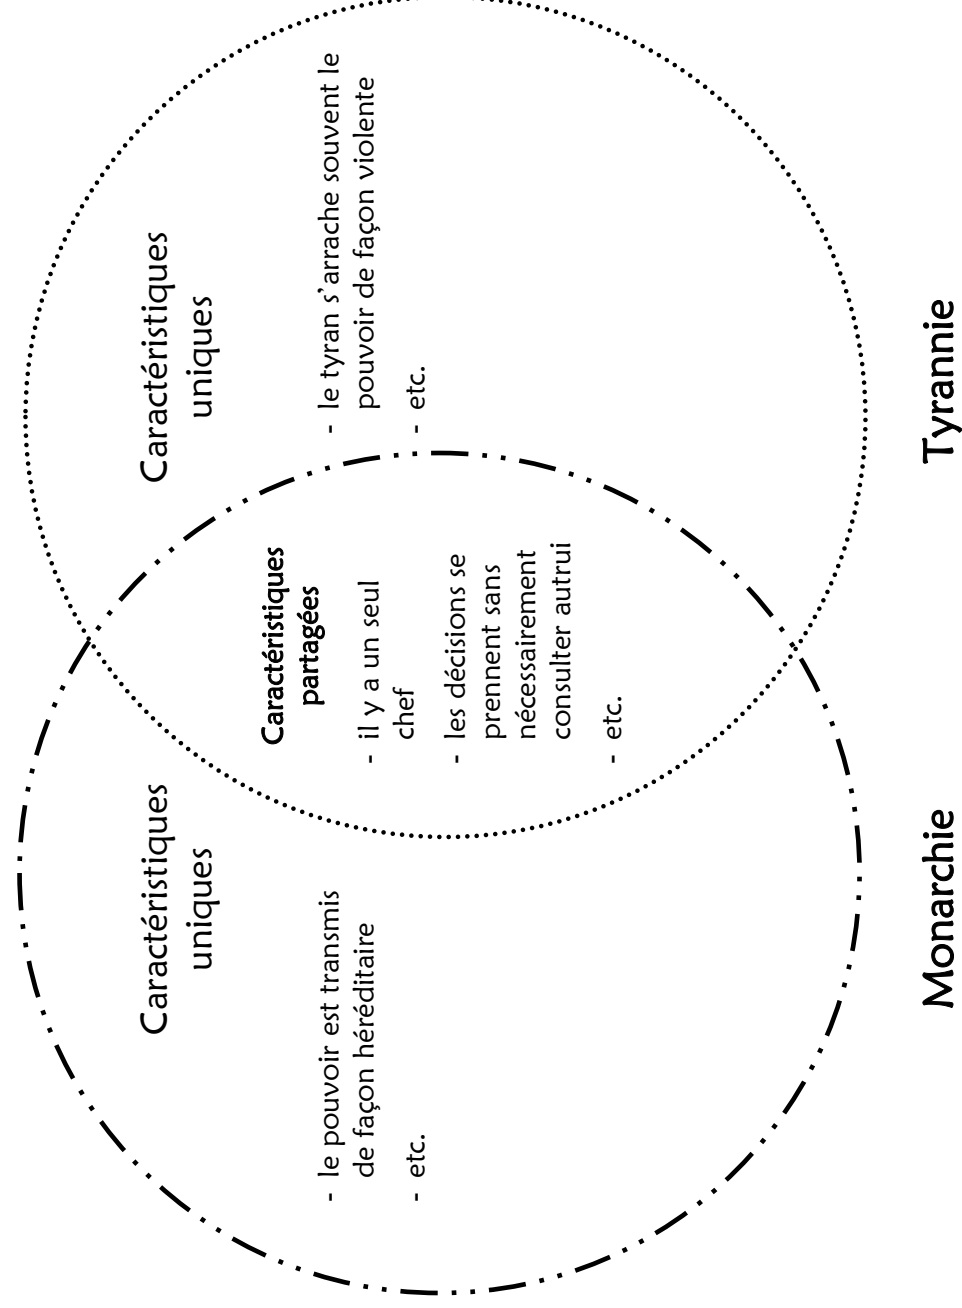 Caractéristiques
uniques
- le pouvoir est transmis
de façon héréditaire
- etc.
Caractéristiques
partagées
- il y a un seul
chef
- les décisions se
prennent sans
nécessairement
consulter autrui
- etc.
Caractéristiques
uniques
- le tyran s'arrache souvent le
pouvoir de façon violente
- etc.
Monarchie
Tyrannie